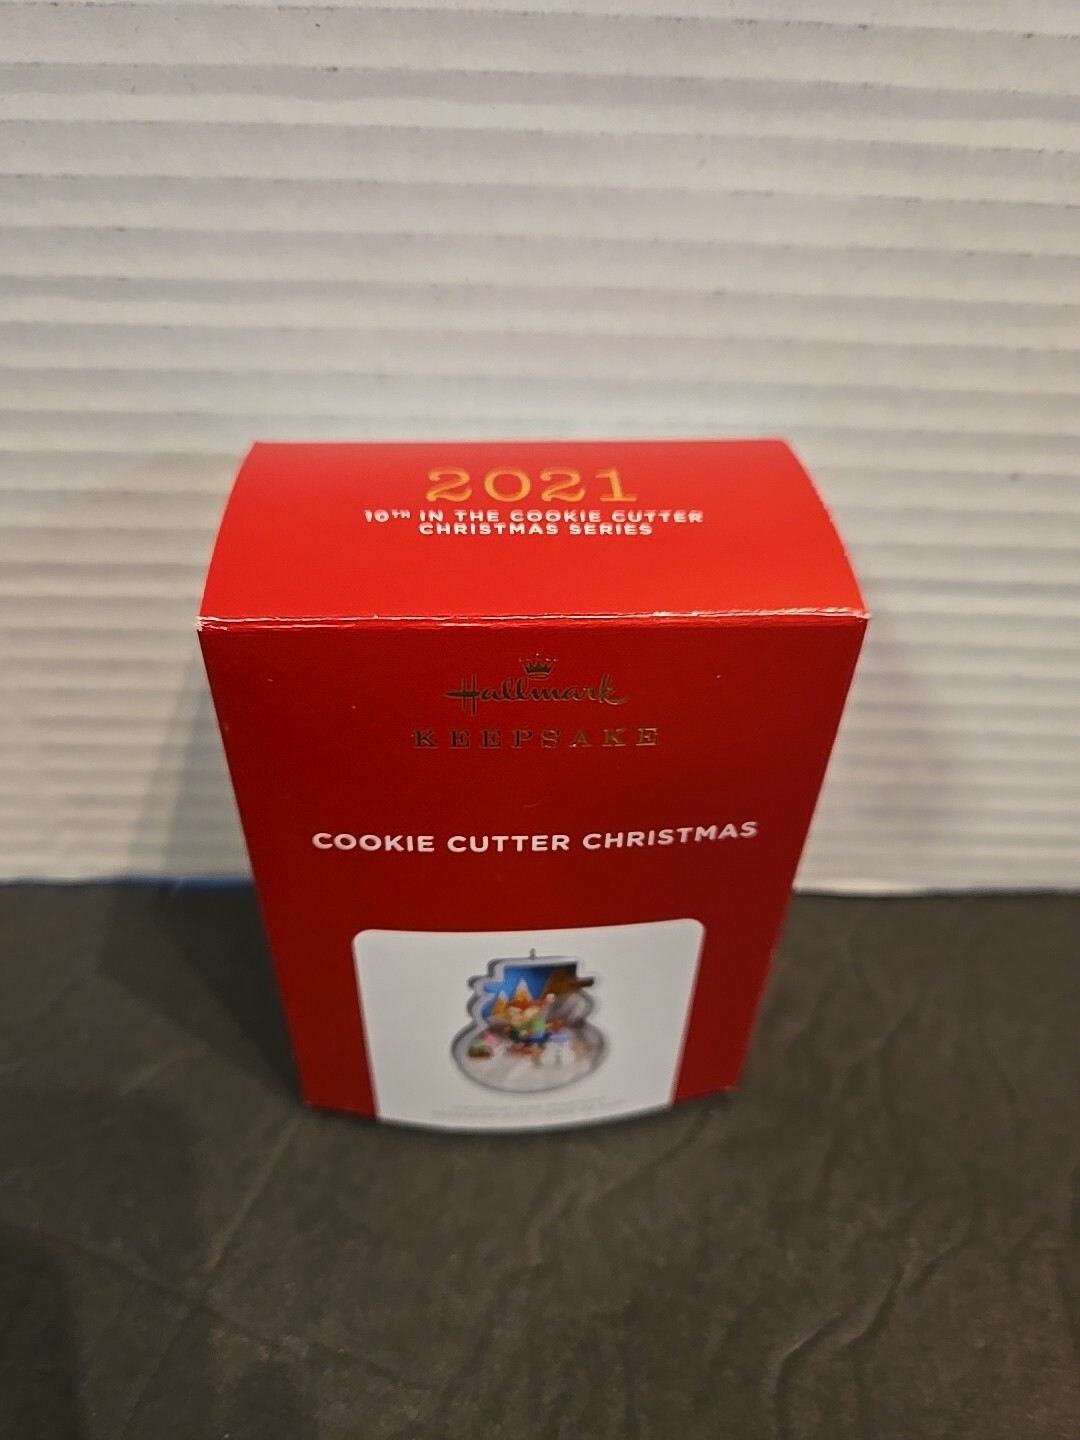 2021
10TH IN THE COOKIE CUTTER
CHRISTMAS SERIES
Hallmark
KEEPSAKE
COOKIE CUTTER CHRISTMAS